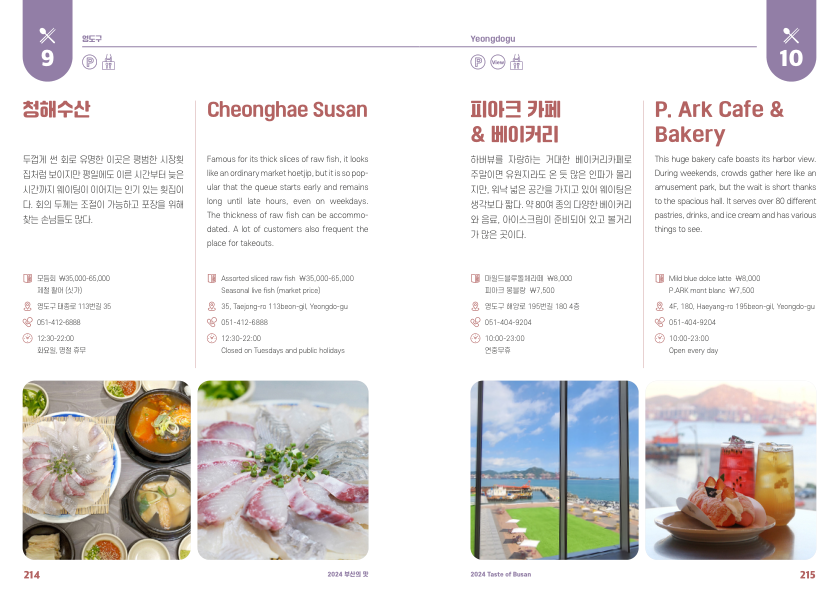 9
영도구
P
청해수산
두껍게 썬 회로 유명한 이곳은 평범한 시장횟
집처럼 보이지만 평일에도 이른 시간부터 늦은
시간까지 웨이팅이 이어지는 인기 있는 횟집이
다. 회의 두께는 조절이 가능하고 포장을 위해
찾는 손님들도 많다.
모듬회 ₩35,000-65,000
제철 활어 (싯가)
영도구 태종로 113번길 35
051-412-6888
12:30-22:00
화요일, 명절 휴무
Cheonghae Susan
Famous for its thick slices of raw fish, it looks
like an ordinary market hoetjip, but it is so pop-
ular that the queue starts early and remains
long until late hours, even on weekdays.
The thickness of raw fish can be accommo-
dated. A lot of customers also frequent the
place for takeouts.
Assorted sliced raw fish ₩35,000-65,000
Seasonal live fish (market price)
35, Taejong-ro 113beon-gil, Yeongdo-gu
051-412-6888
12:30-22:00
Closed on Tuesdays and public holidays
214
2024 부산의 맛
Yeongdogu
10
P
View
피아크 카페
& 베이커리
하버뷰를 자랑하는 거대한 베이커리카페로
주말이면 유원지라도 온 듯 많은 인파가 몰리
지만, 워낙 넓은 공간을 가지고 있어 웨이팅은
생각보다 짧다. 약 80여 종의 다양한 베이커리
와 음료, 아이스크림이 준비되어 있고 볼거리
가 많은 곳이다.
마일드블루돌체라떼 ₩8,000
피아크 몽블랑 ₩7,500
영도구 해양로 195번길 180 4층
051-404-9204
10:00-23:00
연중무휴
P. Ark Cafe &
Bakery
This huge bakery cafe boasts its harbor view.
During weekends, crowds gather here like an
amusement park, but the wait is short thanks
to the spacious hall. It serves over 80 different
pastries, drinks, and ice cream and has various
things to see.
Mild blue dolce latte ₩8,000
P.ARK mont blanc ₩7,500
4F, 180, Haeyang-ro 195beon-gil, Yeongdo-gu
051-404-9204
10:00-23:00
Open every day
2024 Taste of Busan
215